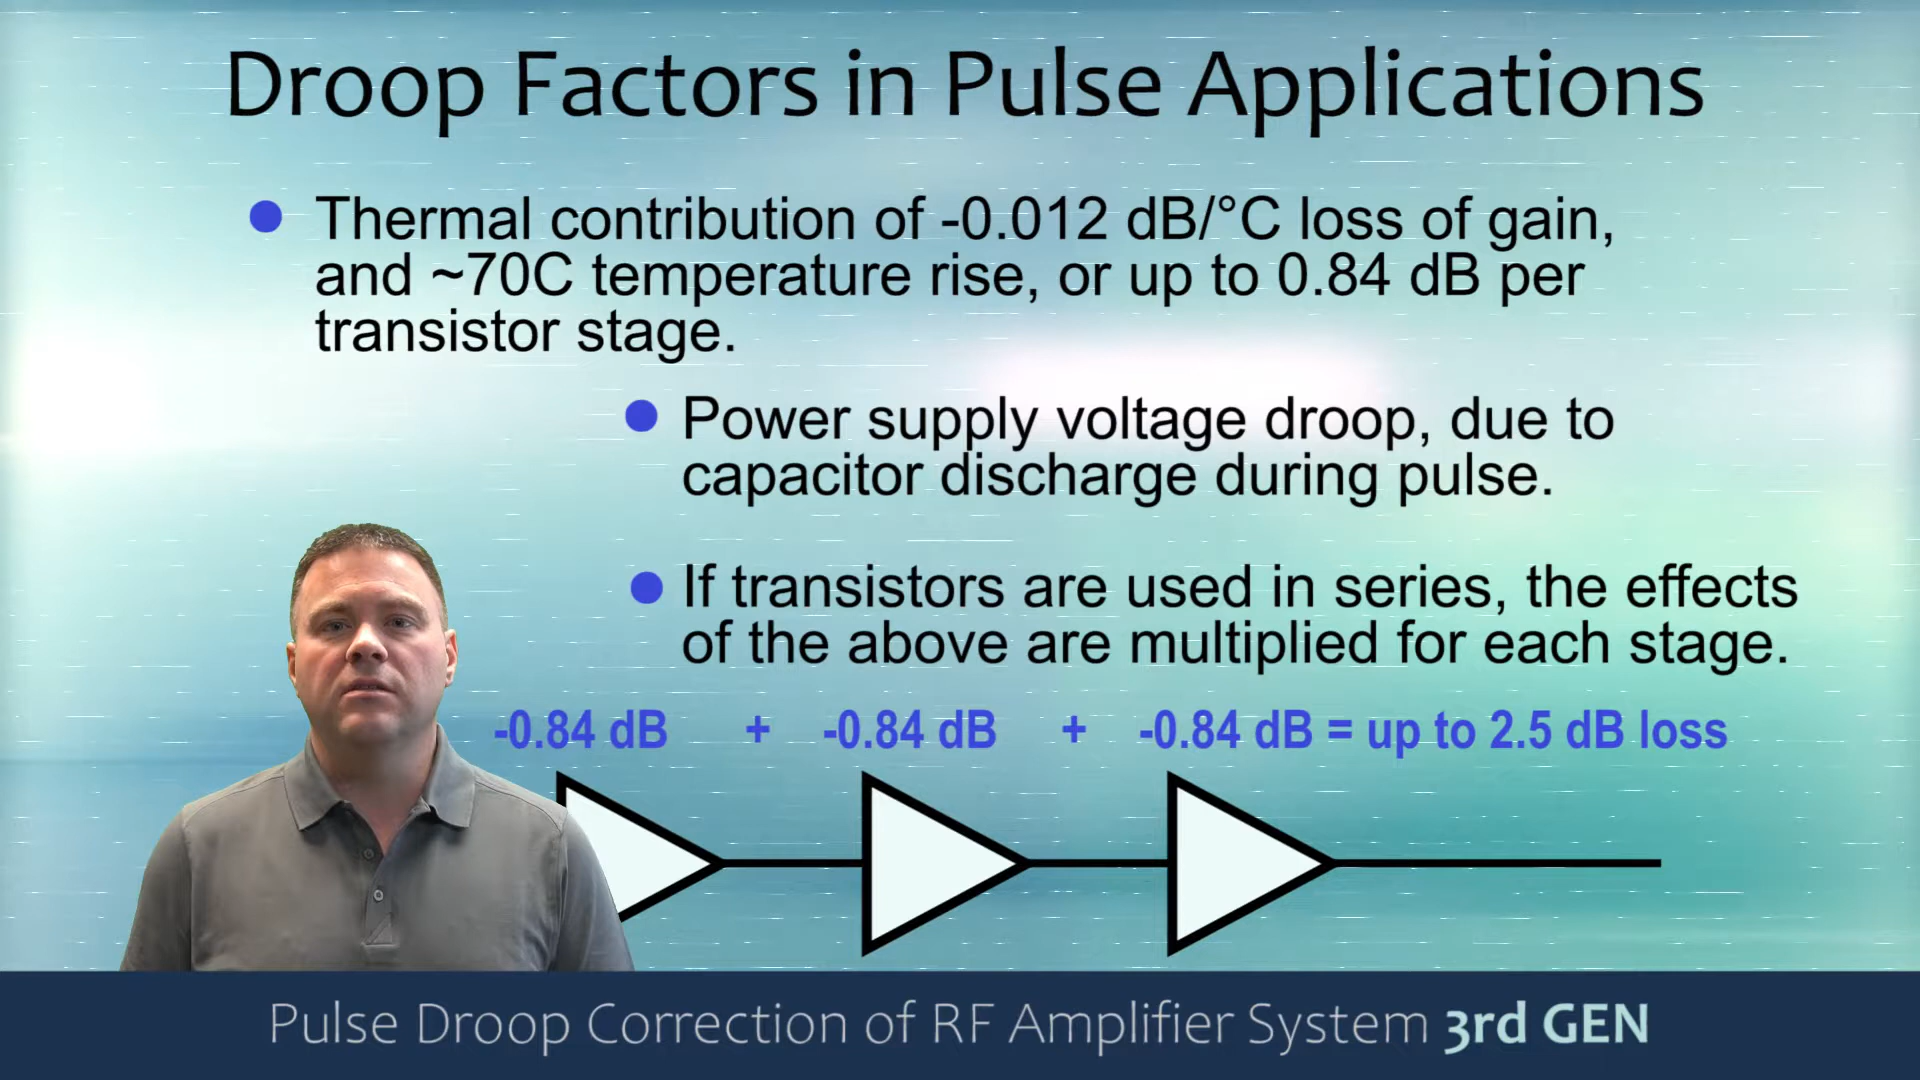 Droop Factors in Pulse Applications
Thermal contribution of -0.012 dB/°C loss of gain,
and ~70C temperature rise, or up to 0.84 dB per
transistor stage.
Power supply voltage droop, due to
capacitor discharge during pulse.
If transistors are used in series, the effects
of the above are multiplied for each stage.
-0.84 dB + -0.84 dB + -0.84 dB = up to 2.5 dB loss
Pulse Droop Correction of RF Amplifier System 3rd GEN